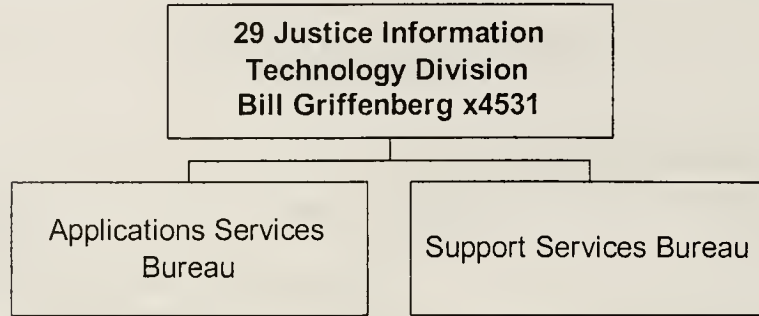 29 Justice Information
Technology Division
Bill Griffenberg x4531
Applications Services
Bureau
Support Services Bureau